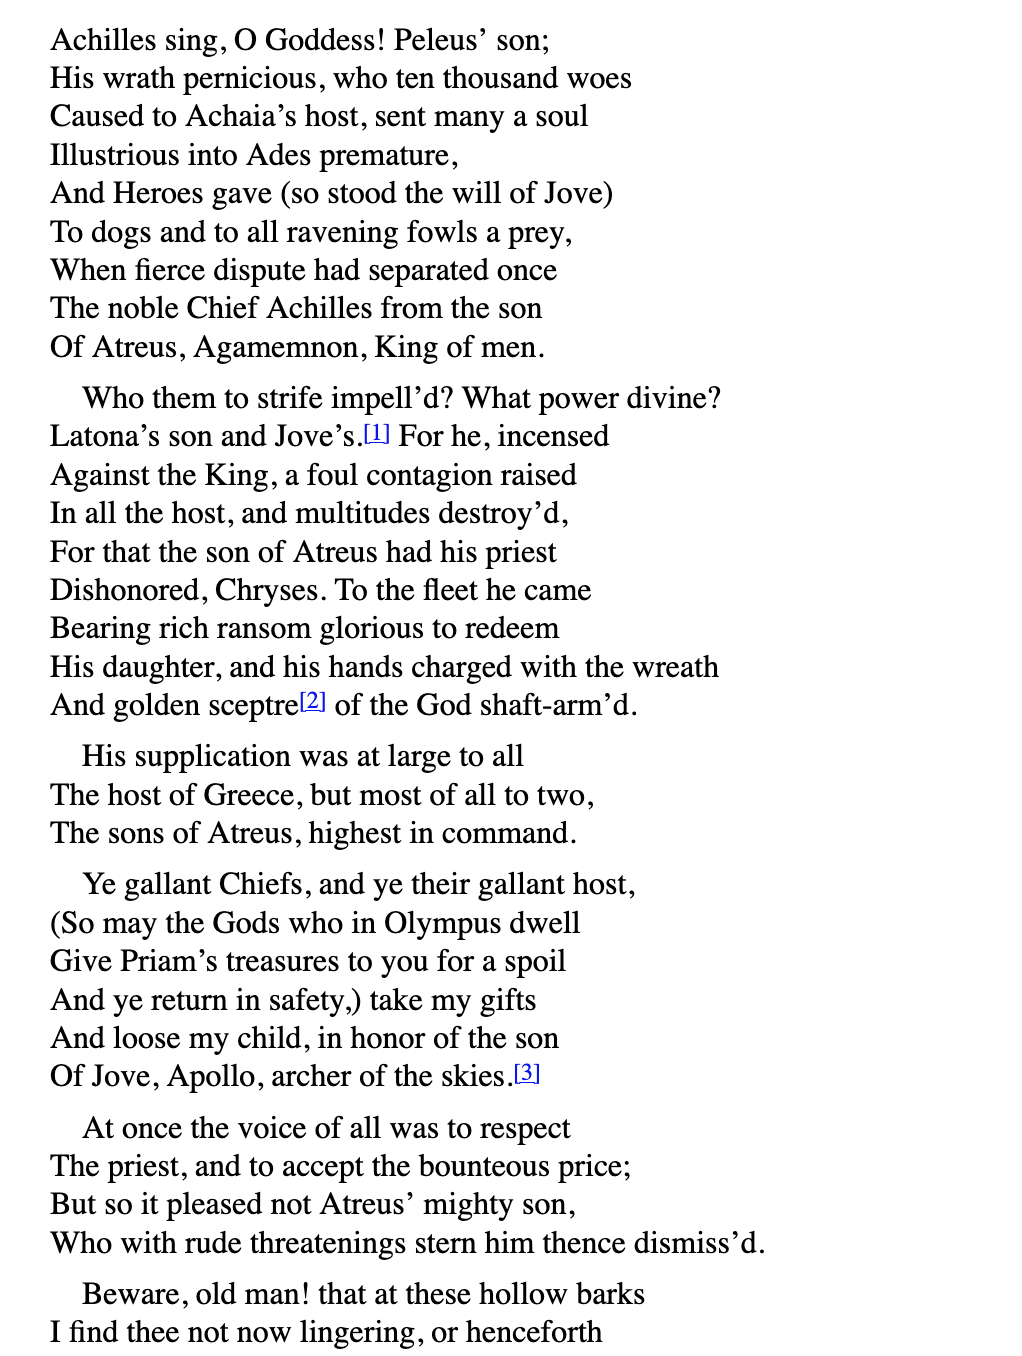 Achilles sing, O Goddess! Peleus’ son;
His wrath pernicious, who ten thousand woes
Caused to Achaia’s host, sent many a soul
Illustrious into Ades premature,
And Heroes gave (so stood the will of Jove)
To dogs and to all ravening fowls a prey,
When fierce dispute had separated once
The noble Chief Achilles from the son
Of Atreus, Agamemnon, King of men.
Who them to strife impell’d? What power divine?
Latona’s son and Jove’s.[1] For he, incensed
Against the King, a foul contagion raised
In all the host, and multitudes destroy’d,
For that the son of Atreus had his priest
Dishonored, Chryses. To the fleet he came
Bearing rich ransom glorious to redeem
His daughter, and his hands charged with the wreath
And golden sceptre[2] of the God shaft-arm’d.
His supplication was at large to all
The host of Greece, but most of all to two,
The sons of Atreus, highest in command.
Ye gallant Chiefs, and ye their gallant host,
(So may the Gods who in Olympus dwell
Give Priam’s treasures to you for a spoil
And ye return in safety,) take my gifts
And loose my child, in honor of the son
Of Jove, Apollo, archer of the skies.[3]
At once the voice of all was to respect
The priest, and to accept the bounteous price;
But so it pleased not Atreus’ mighty son,
Who with rude threatenings stern him thence dismiss’d.
Beware, old man! that at these hollow barks
I find thee not now lingering, or henceforth